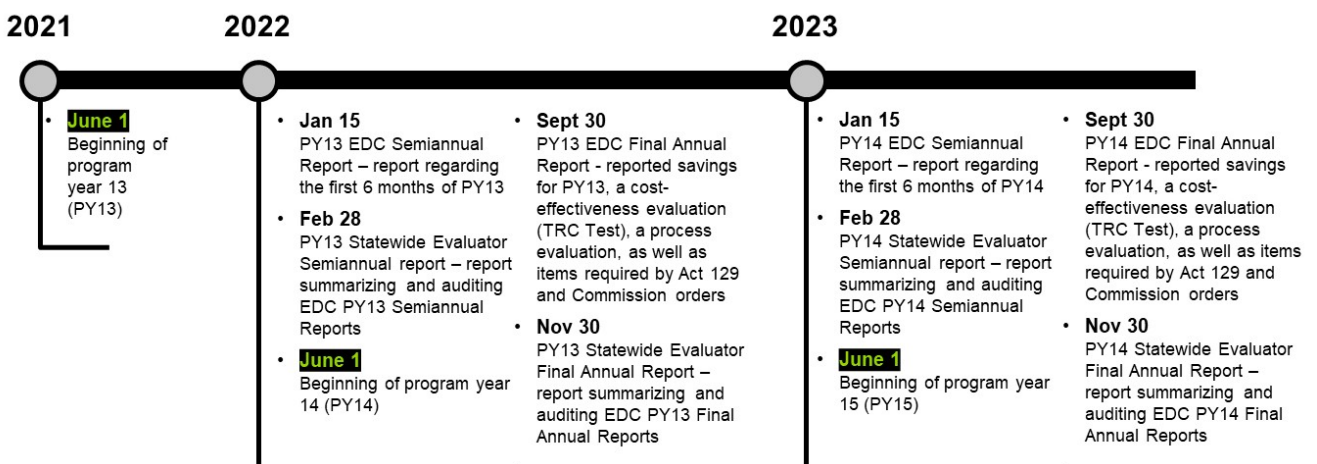 2021
2022
2023
• June 1
Beginning of
program
year 13
(PY13)
• Jan 15
PY13 EDC Semiannual
Report – report regarding
the first 6 months of PY13
• Feb 28
PY13 Statewide Evaluator
Semiannual report – report
summarizing and auditing
EDC PY13 Semiannual
Reports
• June 1
Beginning of program year
14 (PY14)
• Sept 30
PY13 EDC Final Annual
Report - reported savings
for PY13, a cost-
effectiveness evaluation
(TRC Test), a process
evaluation, as well as
items required by Act 129
and Commission orders
• Nov 30
PY13 Statewide Evaluator
Final Annual Report –
report summarizing and
auditing EDC PY13 Final
Annual Reports
• Jan 15
PY14 EDC Semiannual
Report – report regarding
the first 6 months of PY14
• Feb 28
PY14 Statewide Evaluator
Semiannual report – report
summarizing and auditing
EDC PY14 Semiannual
Reports
• June 1
Beginning of program year
15 (PY15)
• Sept 30
PY14 EDC Final Annual
Report - reported savings
for PY14, a cost-
effectiveness evaluation
(TRC Test), a process
evaluation, as well as items
required by Act 129 and
Commission orders
• Nov 30
PY14 Statewide Evaluator
Final Annual Report –
report summarizing and
auditing EDC PY14 Final
Annual Reports